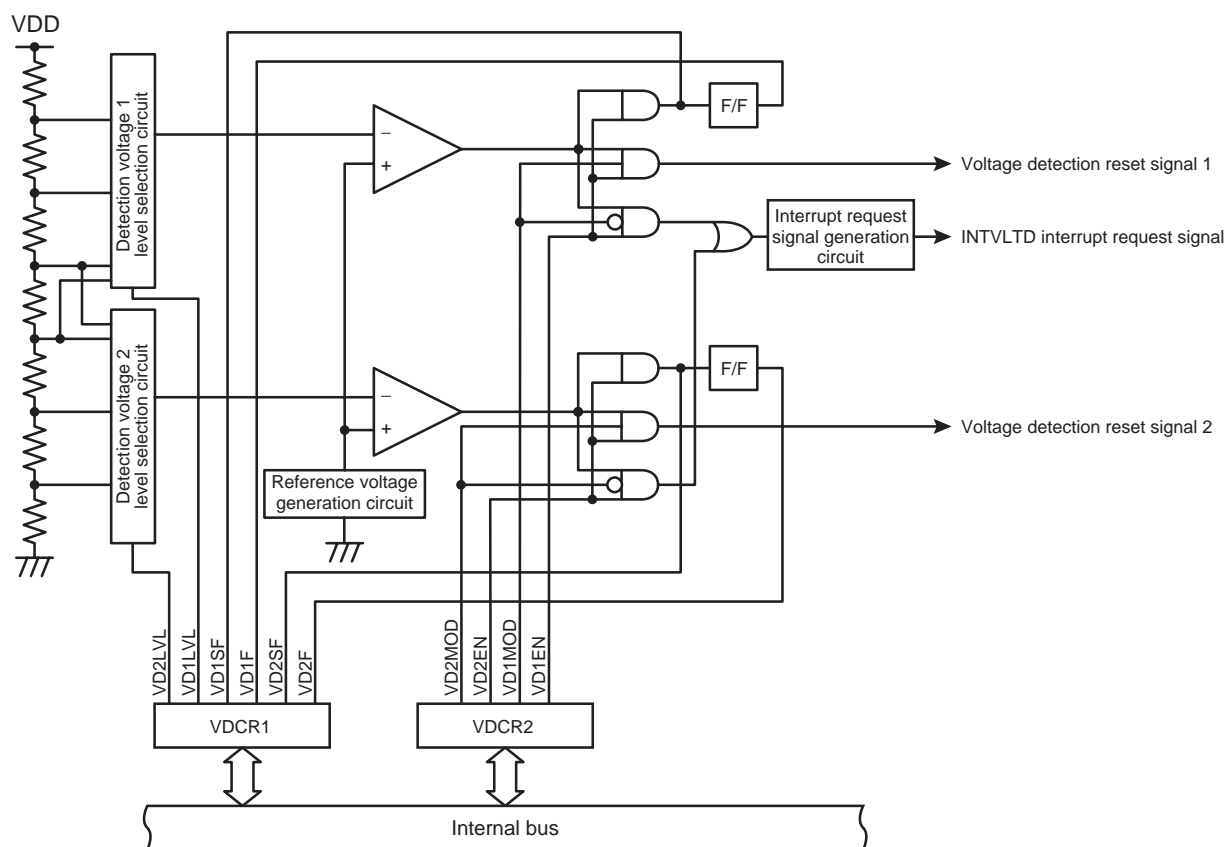 VDD
Detection voltage 1
level selection circuit
−
+
F/F
Voltage detection reset signal 1
Interrupt request
signal generation
circuit
INTVLTD interrupt request signal
Detection voltage 2
level selection circuit
−
+
F/F
Voltage detection reset signal 2
Reference voltage
generation circuit
VD2LVL
VD1LVL
VD1SF
VD1F
VD2SF
VD2F
VD2MOD
VD2EN
VD1MOD
VD1EN
VDCR1
VDCR2
Internal bus